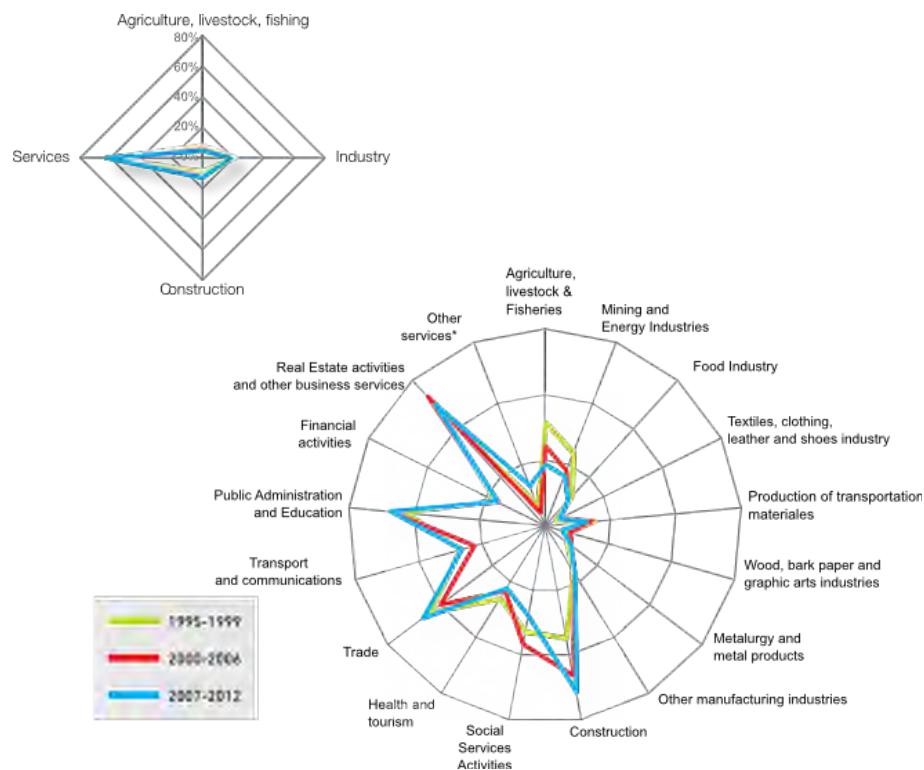 Agriculture, livestock, fishing
80%
60%
40%
20%
0%
Services
Industry
Construction
Agriculture,
livestock &
Fisheries
Mining and
Energy Industries
Food Industry
Textiles, clothing,
leather and shoes industry
Production of transportation
materiales
Wood, bark paper and
graphic arts industries
Metalurgy and
metal products
Other manufacturing industries
Construction
Social
Services
Activities
Health and
tourism
Trade
Transport
and communications
Public Administration
and Education
Financial
activities
Real Estate activities
and other business services
Other
services*
1995-1999
2000-2006
2007-2012